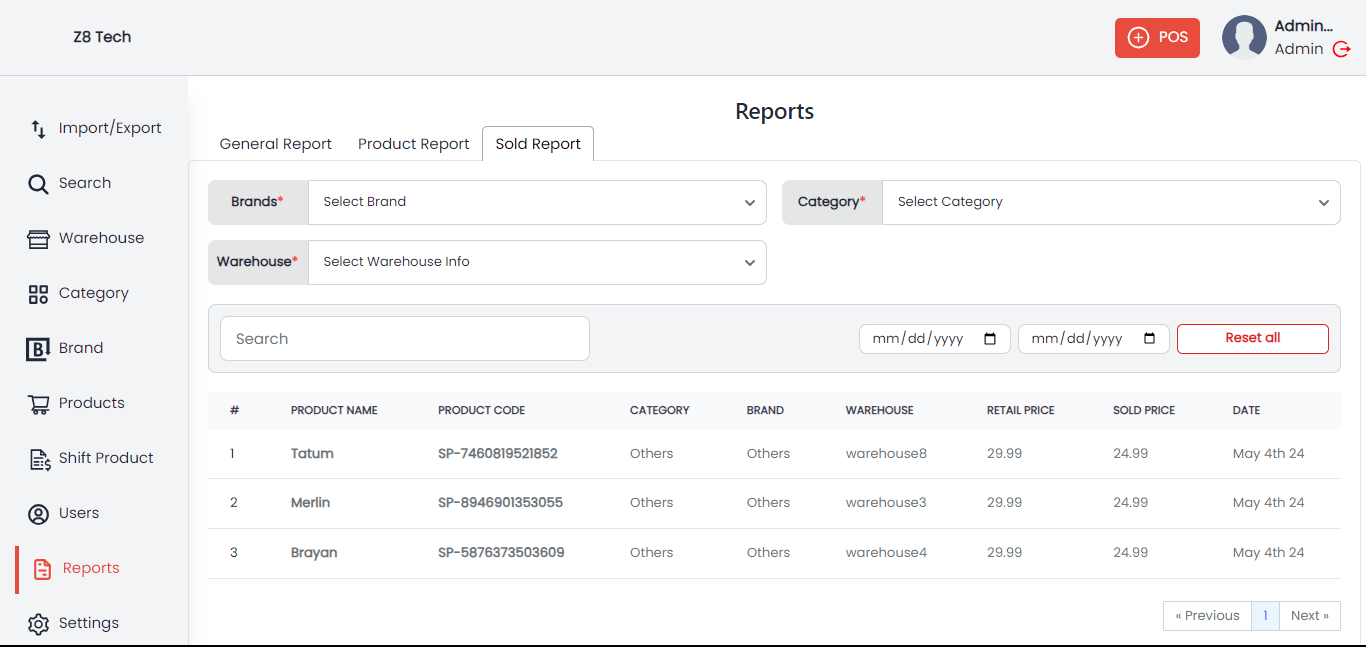 Z8 Tech
POS
Admin...
Admin
Import/Export
Search
Warehouse
Category
Brand
Products
Shift Product
Users
Reports
Settings
Reports
General Report Product Report Sold Report
Brands* Select Brand Category* Select Category
Warehouse* Select Warehouse Info
Search mm/dd/yyyy mm/dd/yyyy Reset all
# PRODUCT NAME PRODUCT CODE CATEGORY BRAND WAREHOUSE RETAIL PRICE SOLD PRICE DATE
1 Tatum SP-7460819521852 Others Others warehouse8 29.99 24.99 May 4th 24
2 Merlin SP-8946901353055 Others Others warehouse3 29.99 24.99 May 4th 24
3 Brayan SP-5876373503609 Others Others warehouse4 29.99 24.99 May 4th 24
« Previous 1 Next »